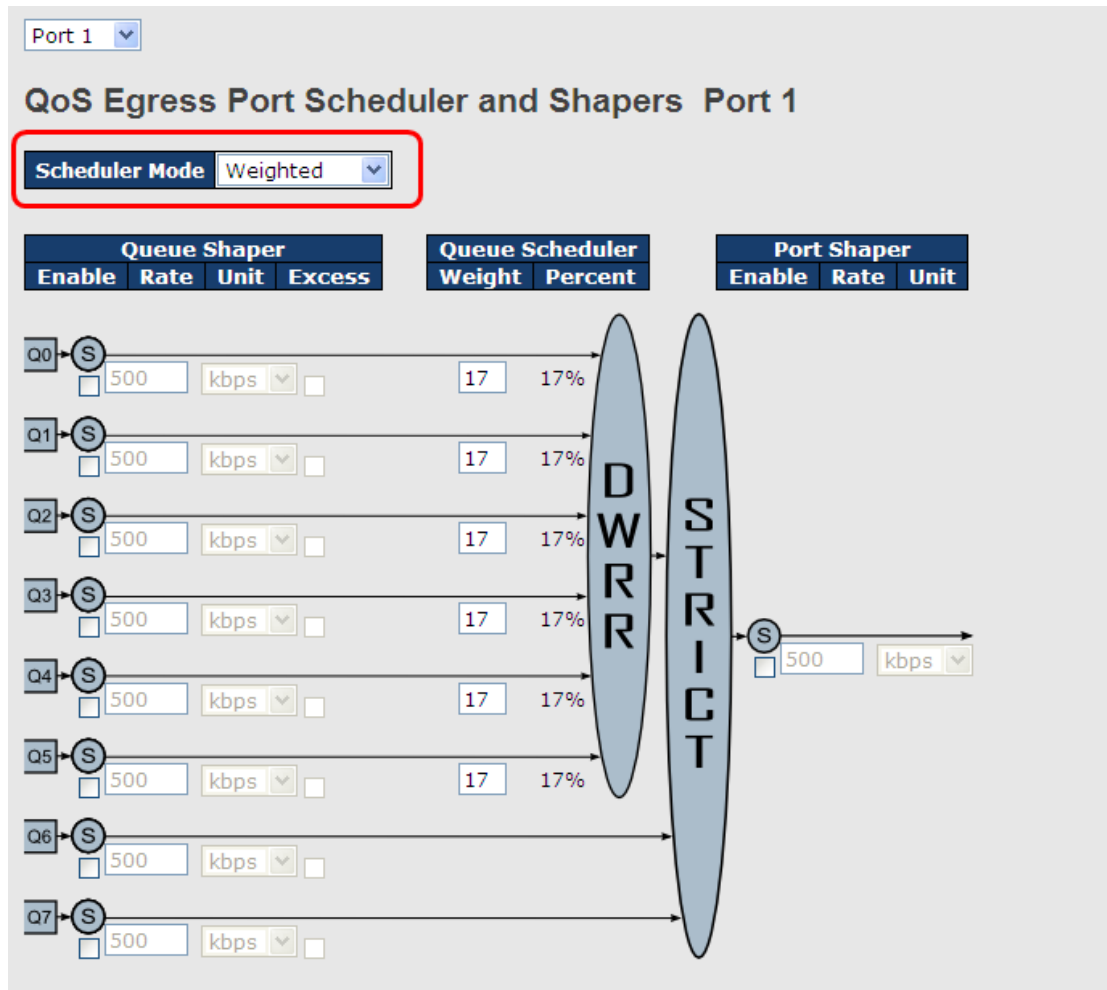 Port 1
QoS Egress Port Scheduler and Shapers Port 1
Scheduler Mode Weighted
Queue Shaper Queue Scheduler Port Shaper
Enable Rate Unit Excess Weight Percent Enable Rate Unit
Q0 S
500 kbps 17 17%
Q1 S
500 kbps 17 17%
Q2 S
500 kbps 17 17%
Q3 S
500 kbps 17 17%
Q4 S
500 kbps 17 17%
Q5 S
500 kbps 17 17%
Q6 S
500 kbps
Q7 S
500 kbps
DWRR
STRICT
S
500 kbps